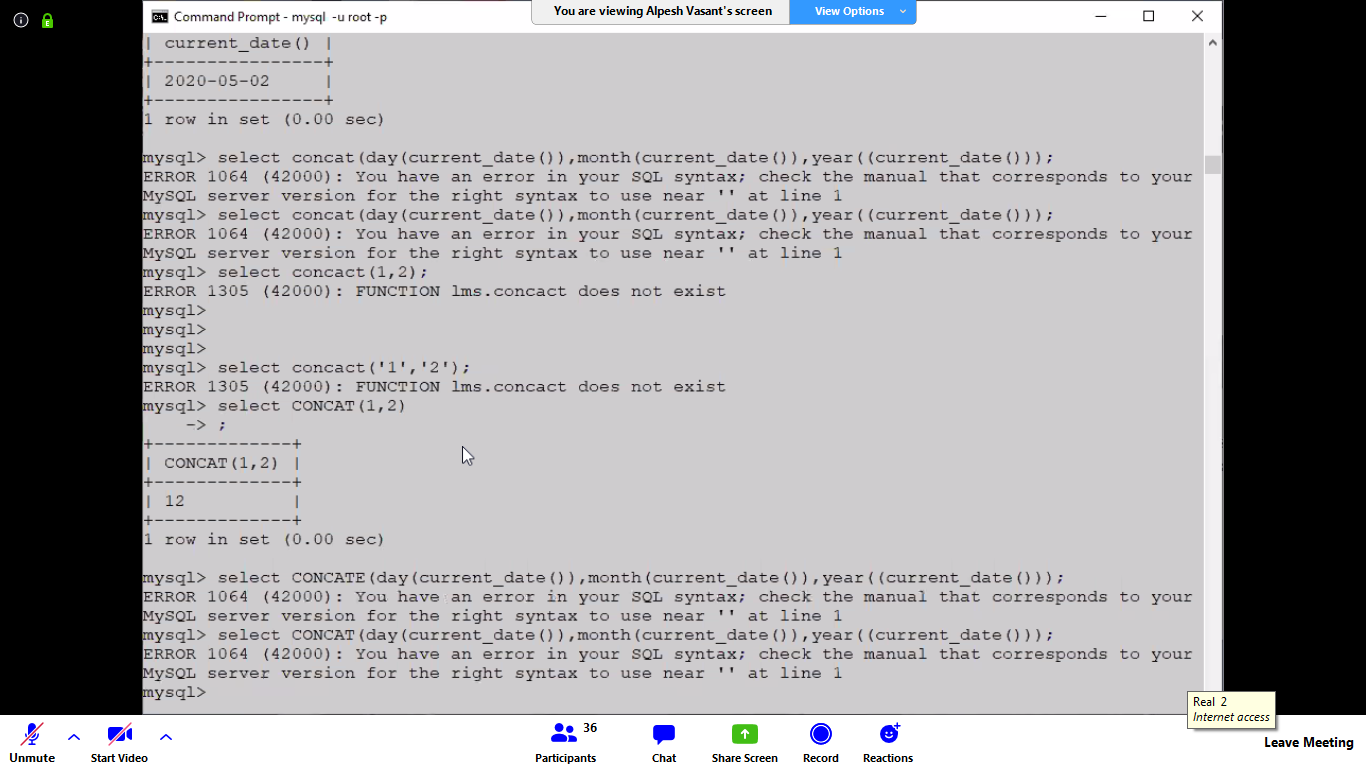 Command Prompt - mysql -u root -p
You are viewing Alpesh Vasant's screen
View Options
| current_date() |
+----------------+
| 2020-05-02     |
+----------------+
1 row in set (0.00 sec)
mysql> select concat(day(current_date()),month(current_date()),year((current_date()));
ERROR 1064 (42000): You have an error in your SQL syntax; check the manual that corresponds to your
MySQL server version for the right syntax to use near '' at line 1
mysql> select concat(day(current_date()),month(current_date()),year((current_date()));
ERROR 1064 (42000): You have an error in your SQL syntax; check the manual that corresponds to your
MySQL server version for the right syntax to use near '' at line 1
mysql> select concact(1,2);
ERROR 1305 (42000): FUNCTION lms.concact does not exist
mysql>
mysql>
mysql>
mysql> select concact('1','2');
ERROR 1305 (42000): FUNCTION lms.concact does not exist
mysql> select CONCAT(1,2)
    -> ;
+-------------+
| CONCAT(1,2) |
+-------------+
| 12          |
+-------------+
1 row in set (0.00 sec)
mysql> select CONCATE(day(current_date()),month(current_date()),year((current_date()));
ERROR 1064 (42000): You have an error in your SQL syntax; check the manual that corresponds to your
MySQL server version for the right syntax to use near '' at line 1
mysql> select CONCAT(day(current_date()),month(current_date()),year((current_date()));
ERROR 1064 (42000): You have an error in your SQL syntax; check the manual that corresponds to your
MySQL server version for the right syntax to use near '' at line 1
mysql>
Real 2
Internet access
Unmute
Start Video
36
Participants
Chat
Share Screen
Record
Reactions
Leave Meeting